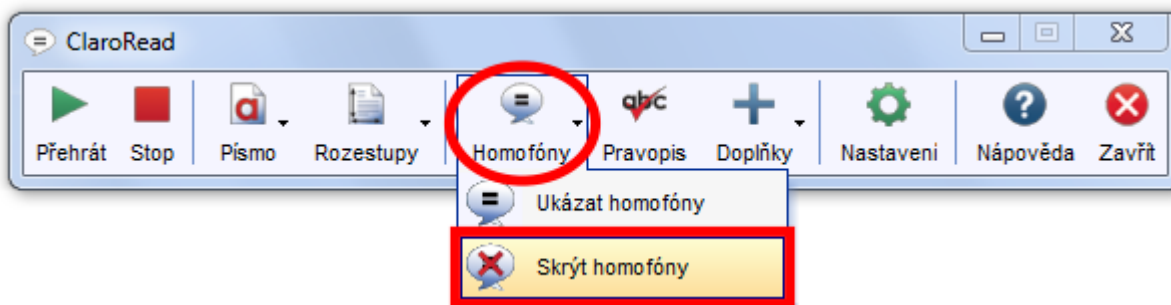 ClaroRead
Přehrát Stop Písmo Rozestupy Homofóny Pravopis Doplňky Nastaveni Nápověda Zavřít
Ukázat homofóny
Skrýt homofóny